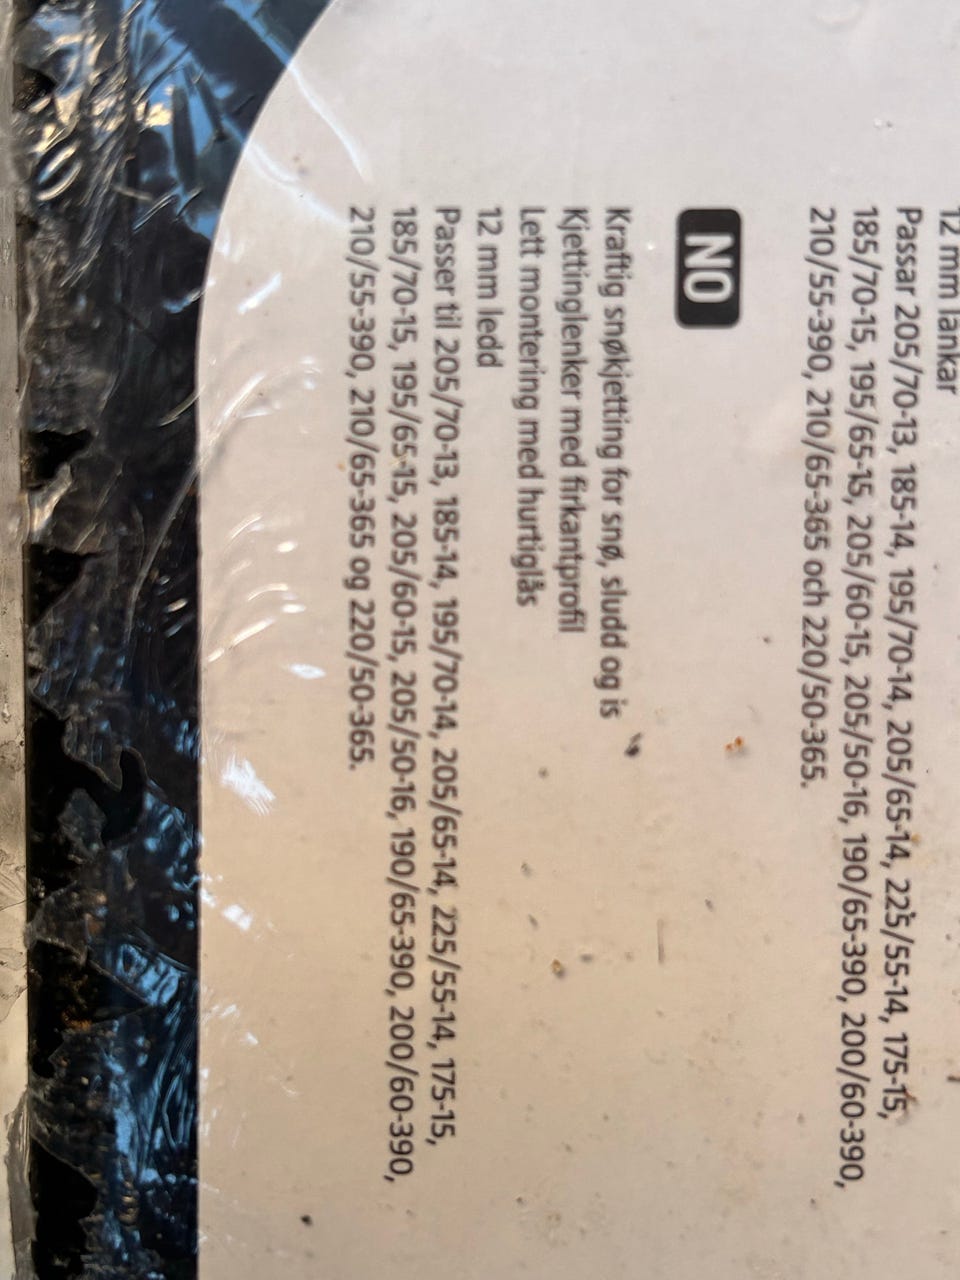 12 mm länkar
Passar 205/70-13, 185-14, 195/70-14, 205/65-14, 225/55-14, 175-15,
185/70-15, 195/65-15, 205/60-15, 205/50-16, 190/65-390, 200/60-390,
210/55-390, 210/65-365 och 220/50-365.
NO
Kraftig snøkjetting for snø, sludd og is
Kjettinglenker med firkantprofil
Lett montering med hurtiglås
12 mm ledd
Passer til 205/70-13, 185-14, 195/70-14, 205/65-14, 225/55-14, 175-15,
185/70-15, 195/65-15, 205/60-15, 205/50-16, 190/65-390, 200/60-390,
210/55-390, 210/65-365 og 220/50-365.